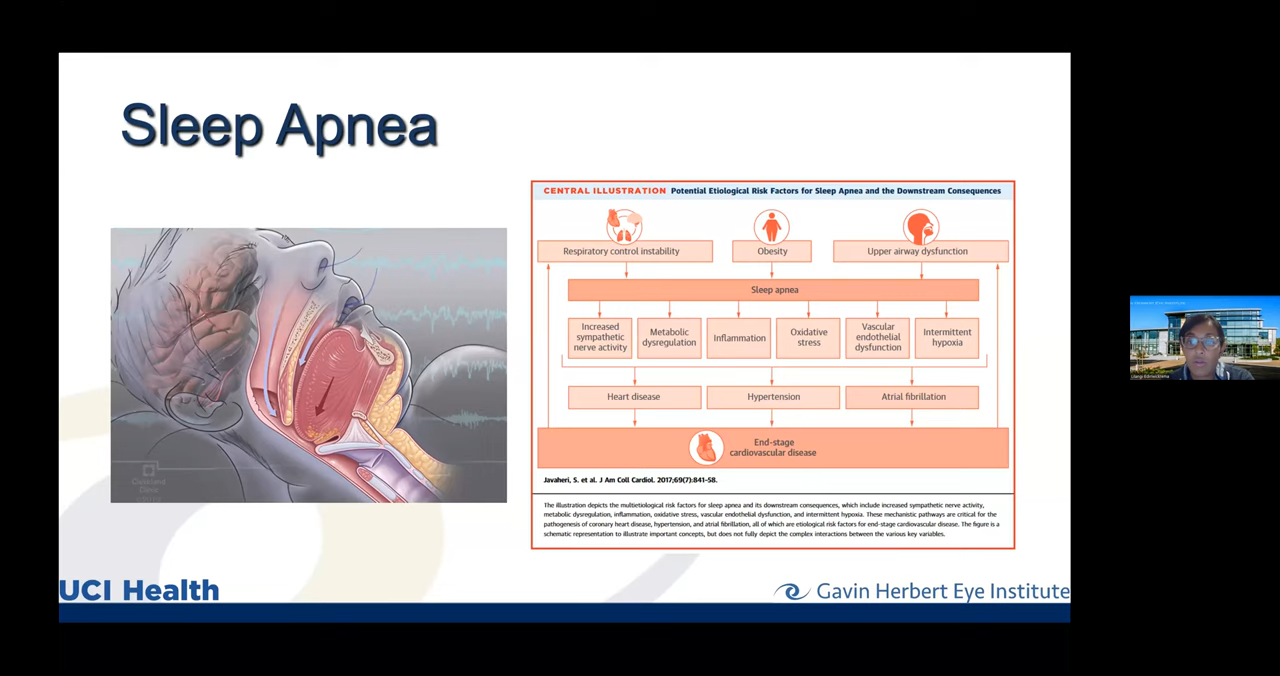 Sleep Apnea
CENTRAL ILLUSTRATION Potential Etiological Risk Factors for Sleep Apnea and the Downstream Consequences
Respiratory control instability
Obesity
Upper airway dysfunction
Sleep apnea
Increased
sympathetic
nerve activity
Metabolic
dysregulation
Inflammation
Oxidative
stress
Vascular
endothelial
dysfunction
Intermittent
hypoxia
Heart disease
Hypertension
Atrial fibrillation
End-stage
cardiovascular disease
Javaheri, S. et al. J Am Coll Cardiol. 2017;69(7):841-58.
The illustration depicts the multietiological risk factors for sleep apnea and its downstream consequences, which include increased sympathetic nerve activity,
metabolic dysregulation, inflammation, oxidative stress, vascular endothelial dysfunction, and intermittent hypoxia. These mechanistic pathways are critical for the
pathogenesis of coronary heart disease, hypertension, and atrial fibrillation, all of which are etiological risk factors for end-stage cardiovascular disease. The figure is a
schematic representation to illustrate important concepts, but does not fully depict the complex interactions between the various key variables.
Cleveland
Clinic
UCI Health
Gavin Herbert Eye Institute